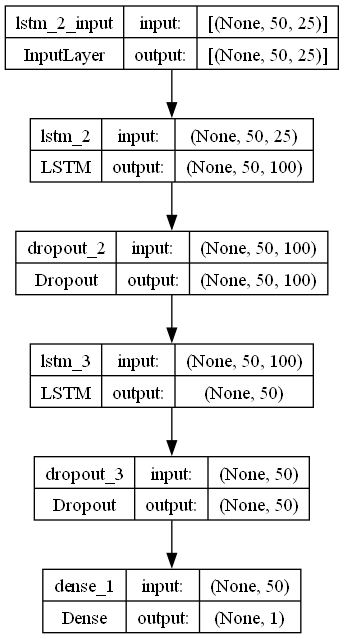 lstm_2_input input: [(None, 50, 25)]
InputLayer output: [(None, 50, 25)]
lstm_2 input: (None, 50, 25)
LSTM output: (None, 50, 100)
dropout_2 input: (None, 50, 100)
Dropout output: (None, 50, 100)
lstm_3 input: (None, 50, 100)
LSTM output: (None, 50)
dropout_3 input: (None, 50)
Dropout output: (None, 50)
dense_1 input: (None, 50)
Dense output: (None, 1)